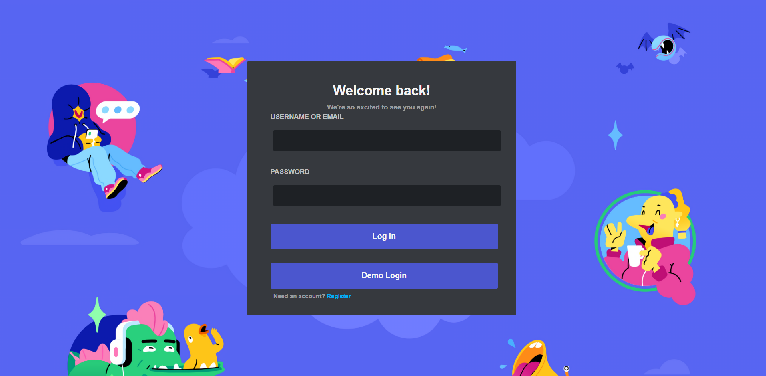 Welcome back!
We're so excited to see you again!
USERNAME OR EMAIL
PASSWORD
Log In
Demo Login
Need an account? Register